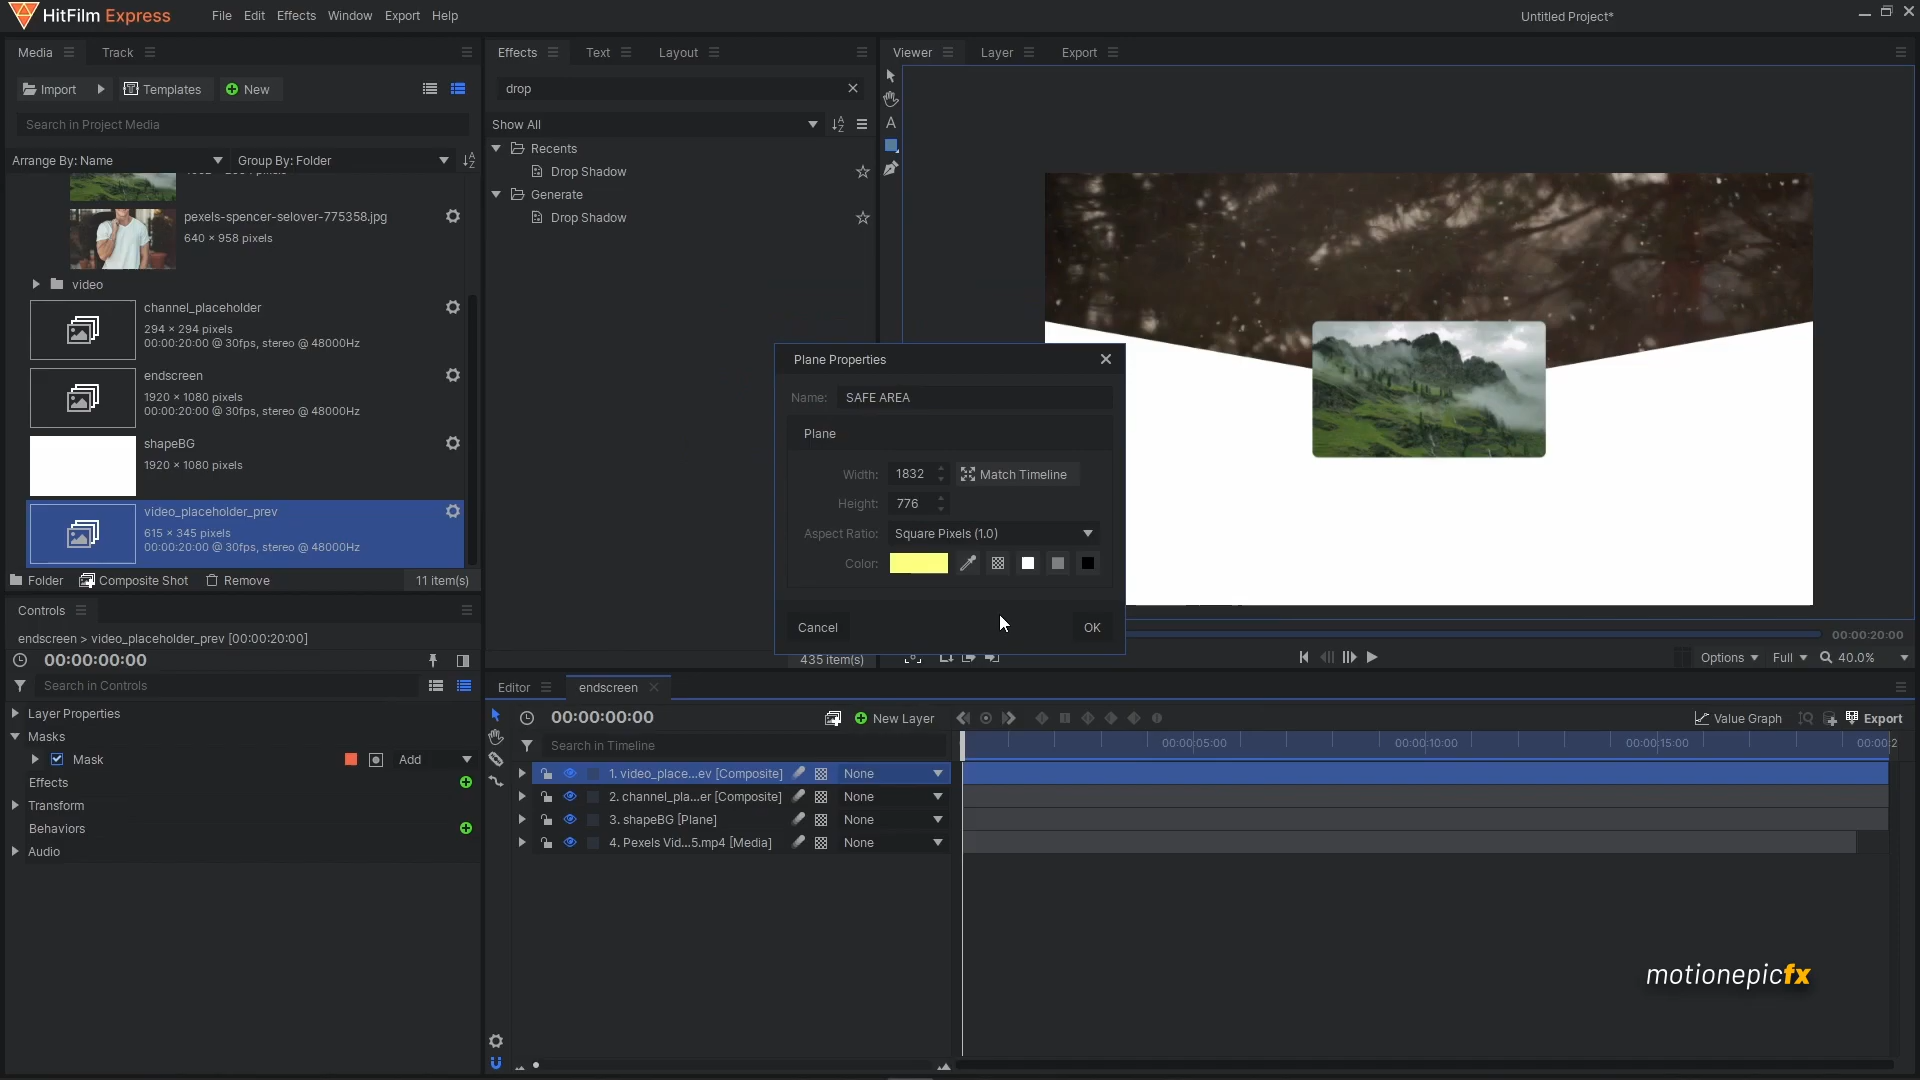 HitFilm Express
File Edit Effects Window Export Help
Untitled Project*
Media Track
Import Templates New
Search in Project Media
Arrange By: Name Group By: Folder
pexels-spencer-selover-775358.jpg
640 × 958 pixels
video
channel_placeholder
294 × 294 pixels
00:00:20:00 @ 30fps, stereo @ 48000Hz
endscreen
1920 × 1080 pixels
00:00:20:00 @ 30fps, stereo @ 48000Hz
shapeBG
1920 × 1080 pixels
video_placeholder_prev
615 × 345 pixels
00:00:20:00 @ 30fps, stereo @ 48000Hz
Folder Composite Shot Remove 11 item(s)
Effects Text Layout
drop
Show All
Recents
Drop Shadow
Generate
Drop Shadow
435 item(s)
Viewer Layer Export
A
Plane Properties
Name: SAFE AREA
Plane
Width: 1832 Match Timeline
Height: 776
Aspect Ratio: Square Pixels (1.0)
Color:
Cancel OK
00:00:20:00
Options Full 40.0%
Controls
endscreen > video_placeholder_prev [00:00:20:00]
00:00:00:00
Search in Controls
Layer Properties
Masks
Mask Add
Effects
Transform
Behaviors
Audio
Editor endscreen
00:00:00:00 New Layer Value Graph Export
Search in Timeline
00:00:05:00 00:00:10:00 00:00:15:00 00:00:2
1. video_place...ev [Composite] None
2. channel_pla...er [Composite] None
3. shapeBG [Plane] None
4. Pexels Vid...5.mp4 [Media] None
motionepicfx